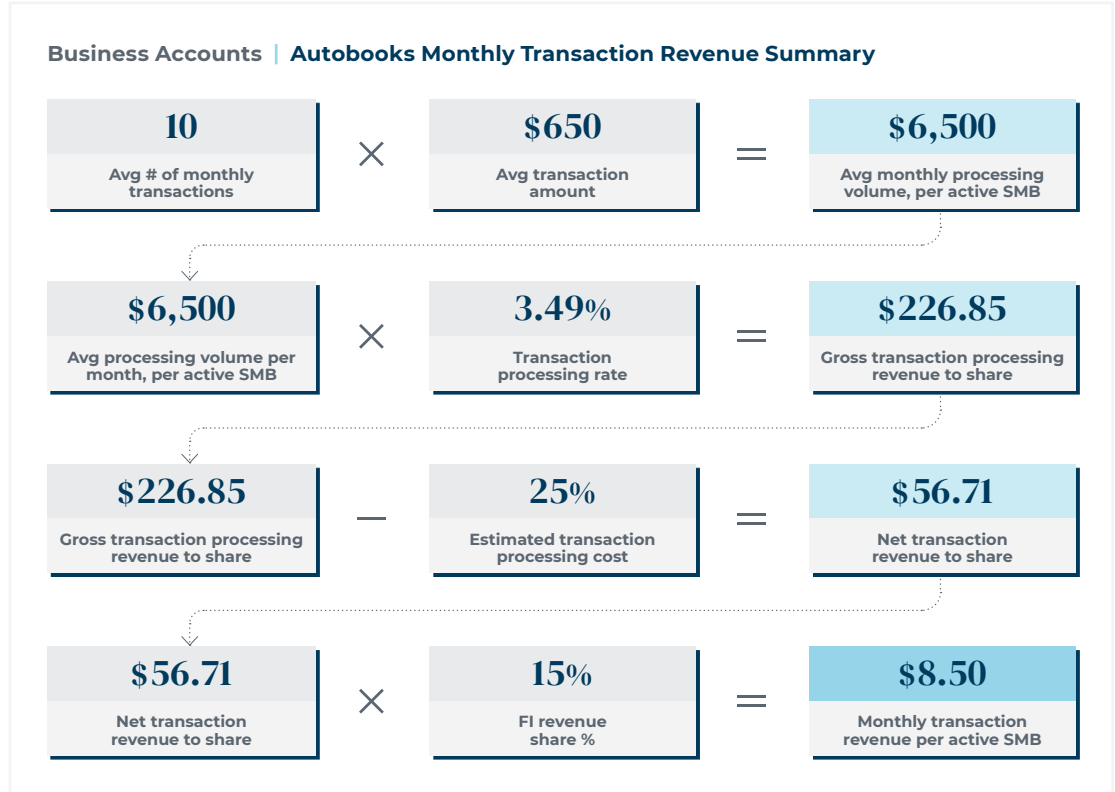 Business Accounts | Autobooks Monthly Transaction Revenue Summary
10 × $650 = $6,500
Avg # of monthly
transactions
Avg transaction
amount
Avg monthly processing
volume, per active SMB
$6,500 × 3.49% = $226.85
Avg processing volume per
month, per active SMB
Transaction
processing rate
Gross transaction processing
revenue to share
$226.85 — 25% = $56.71
Gross transaction processing
revenue to share
Estimated transaction
processing cost
Net transaction
revenue to share
$56.71 × 15% = $8.50
Net transaction
revenue to share
FI revenue
share %
Monthly transaction
revenue per active SMB